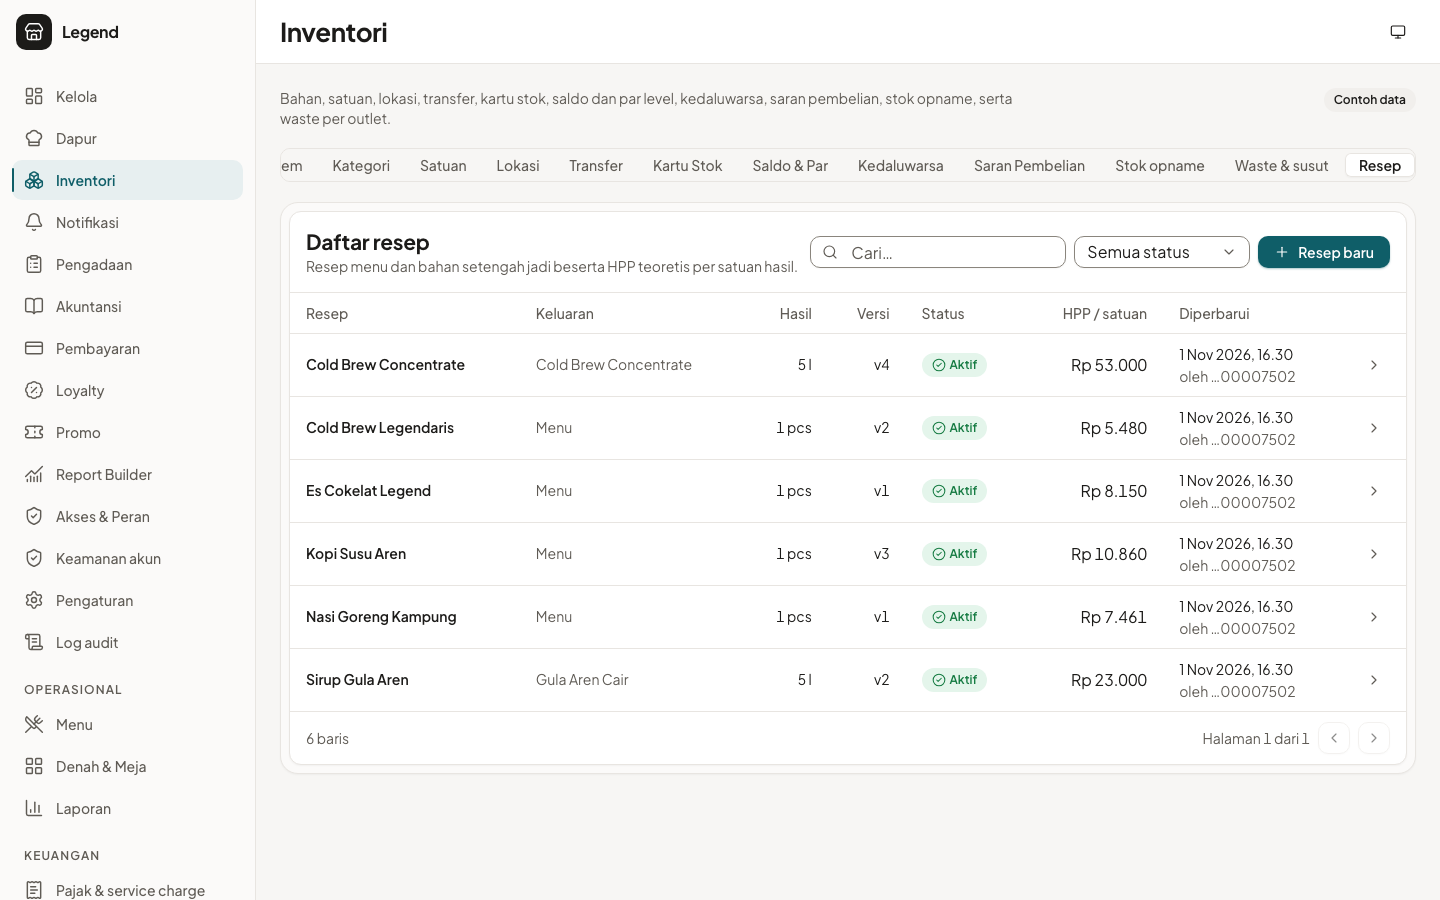 Legend
Inventori
Kelola
Dapur
Inventori
Notifikasi
Pengadaan
Akuntansi
Pembayaran
Loyalty
Promo
Report Builder
Akses & Peran
Keamanan akun
Pengaturan
Log audit
OPERASIONAL
Menu
Denah & Meja
Laporan
KEUANGAN
Pajak & service charge
Bahan, satuan, lokasi, transfer, kartu stok, saldo dan par level, kedaluwarsa, saran pembelian, stok opname, serta
waste per outlet.
Contoh data
em Kategori Satuan Lokasi Transfer Kartu Stok Saldo & Par Kedaluwarsa Saran Pembelian Stok opname Waste & susut Resep
Daftar resep
Resep menu dan bahan setengah jadi beserta HPP teoretis per satuan hasil.
Cari...
Semua status
Resep baru
Resep Keluaran Hasil Versi Status HPP / satuan Diperbarui
Cold Brew Concentrate Cold Brew Concentrate 5 l v4 Aktif Rp 53.000 1 Nov 2026, 16.30
oleh …00007502
Cold Brew Legendaris Menu 1 pcs v2 Aktif Rp 5.480 1 Nov 2026, 16.30
oleh …00007502
Es Cokelat Legend Menu 1 pcs v1 Aktif Rp 8.150 1 Nov 2026, 16.30
oleh …00007502
Kopi Susu Aren Menu 1 pcs v3 Aktif Rp 10.860 1 Nov 2026, 16.30
oleh …00007502
Nasi Goreng Kampung Menu 1 pcs v1 Aktif Rp 7.461 1 Nov 2026, 16.30
oleh …00007502
Sirup Gula Aren Gula Aren Cair 5 l v2 Aktif Rp 23.000 1 Nov 2026, 16.30
oleh …00007502
6 baris
Halaman 1 dari 1